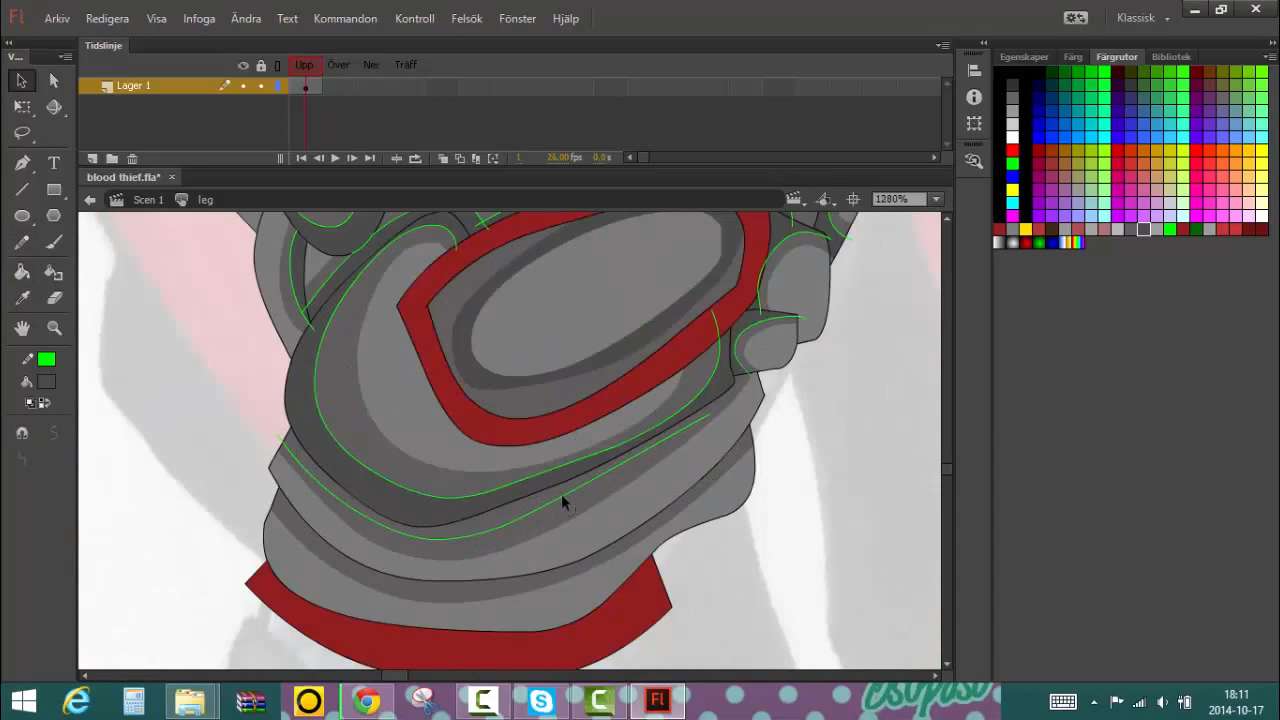 Fl Arkiv Redigera Visa Infoga Ändra Text Kommandon Kontroll Felsök Fönster Hjälp Klassisk
V... Tidslinje Egenskaper Färg Färgrutor Bibliotek
Upp Över Ner Träff
Lager 1
1 26,00 fps 0,0 s
blood thief.fla*
Scen 1 leg 1280%
Fl
18:11
2014-10-17